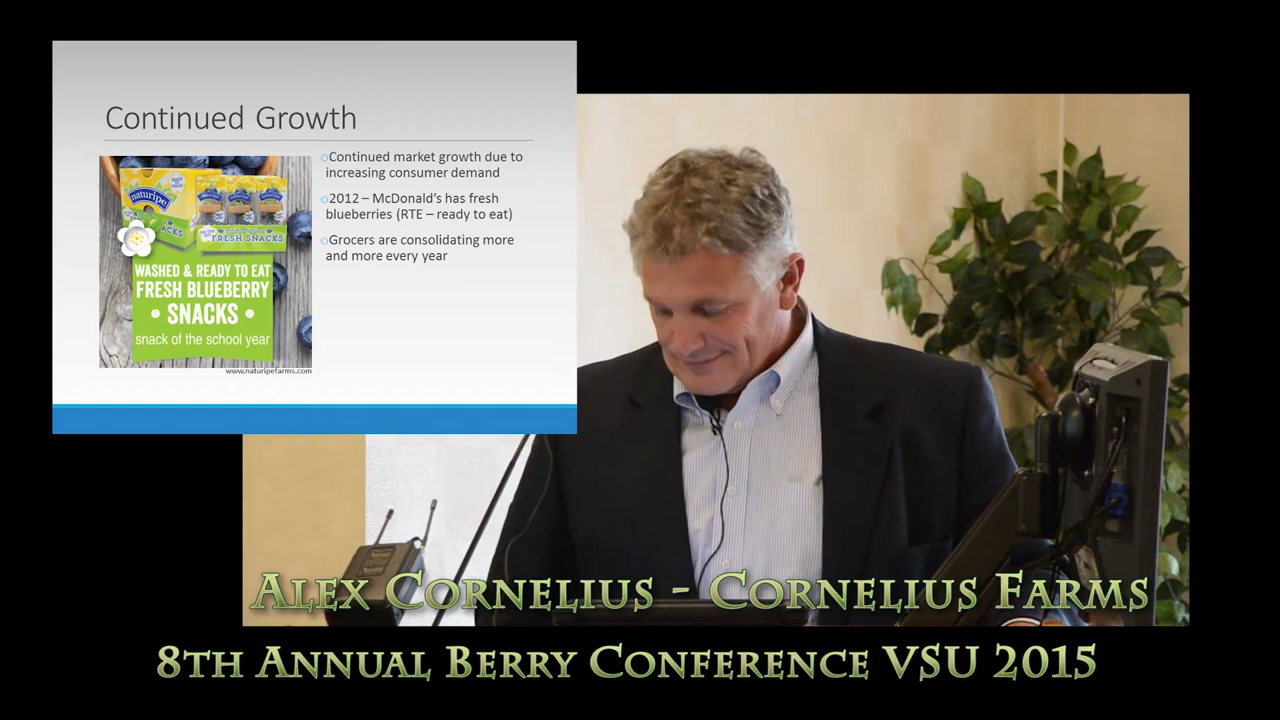 Continued Growth
○Continued market growth due to
increasing consumer demand
○2012 – McDonald's has fresh
blueberries (RTE – ready to eat)
○Grocers are consolidating more
and more every year
naturipe
SNACKS
FRESH SNACKS
WASHED & READY TO EAT
FRESH BLUEBERRY
• SNACKS •
snack of the school year
www.naturipefarms.com
Alex Cornelius - Cornelius Farms
8th Annual Berry Conference VSU 2015